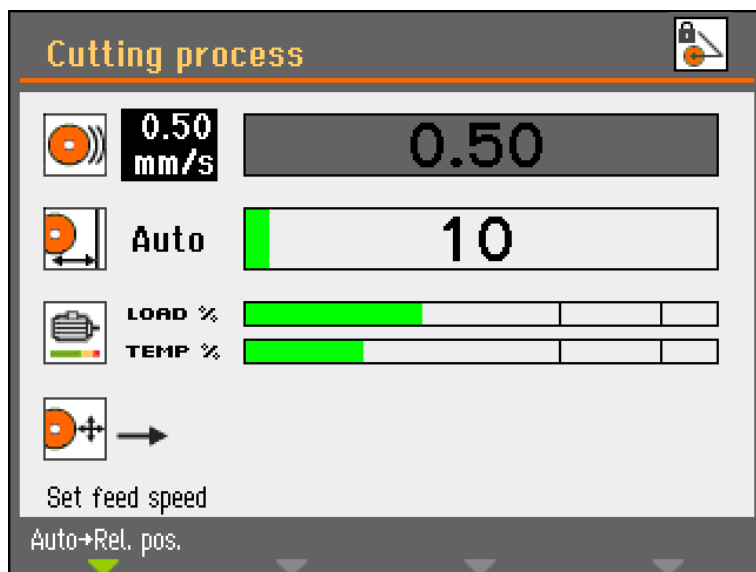 Cutting process
0.50
mm/s
0.50
Auto
10
LOAD %
TEMP %
Set feed speed
Auto→Rel. pos.